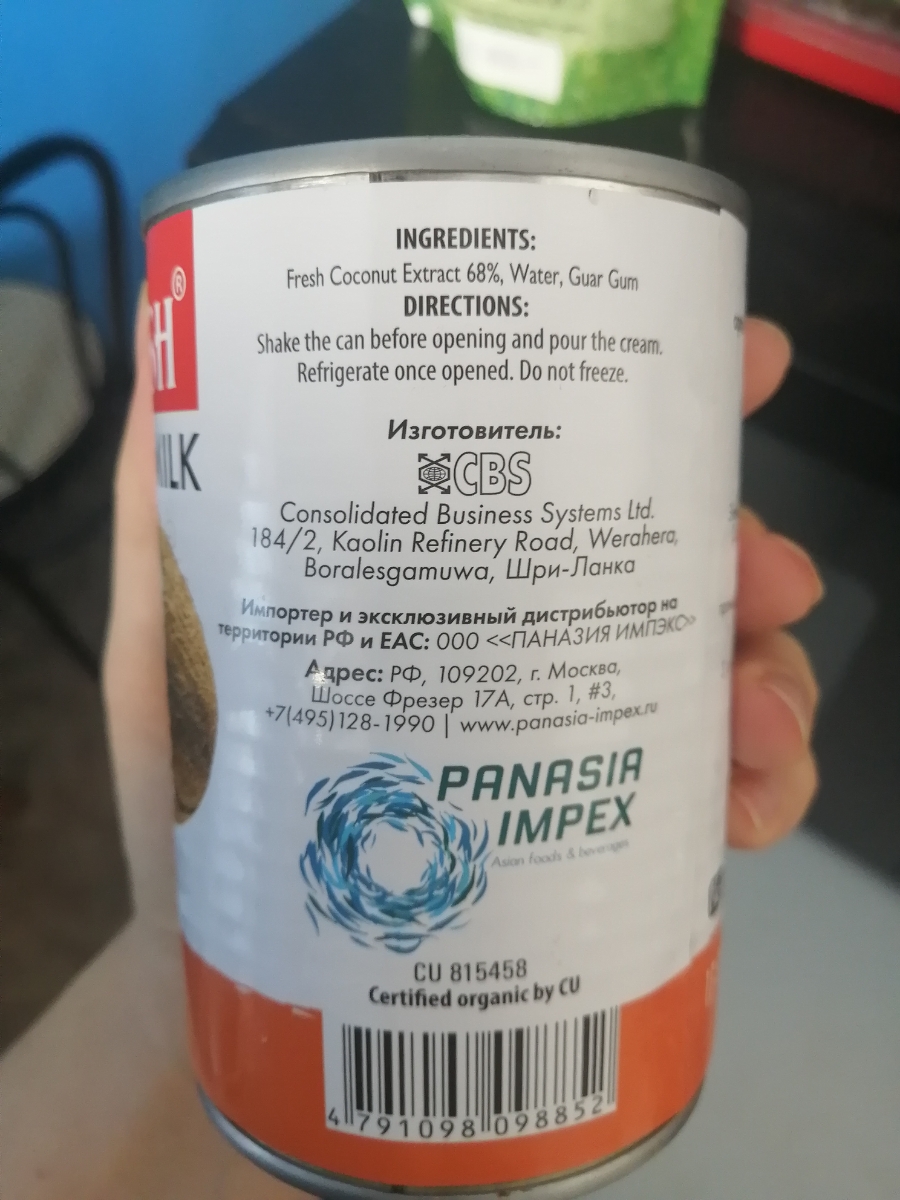 SH®
MILK
INGREDIENTS:
Fresh Coconut Extract 68%, Water, Guar Gum
DIRECTIONS:
Shake the can before opening and pour the cream.
Refrigerate once opened. Do not freeze.
Изготовитель:
CBS
Consolidated Business Systems Ltd.
184/2, Kaolin Refinery Road, Werahera,
Boralesgamuwa, Шри-Ланка
Импортер и эксклюзивный дистрибьютор на
территории РФ и ЕАС: ООО <<ПАНАЗИЯ ИМПЭКС>>
Адрес: РФ, 109202, г. Москва,
Шоссе Фрезер 17А, стр. 1, #3,
+7(495)128-1990 | www.panasia-impex.ru
PANASIA
IMPEX
Asian foods & beverages
CU 815458
Certified organic by CU
4 791098 098852